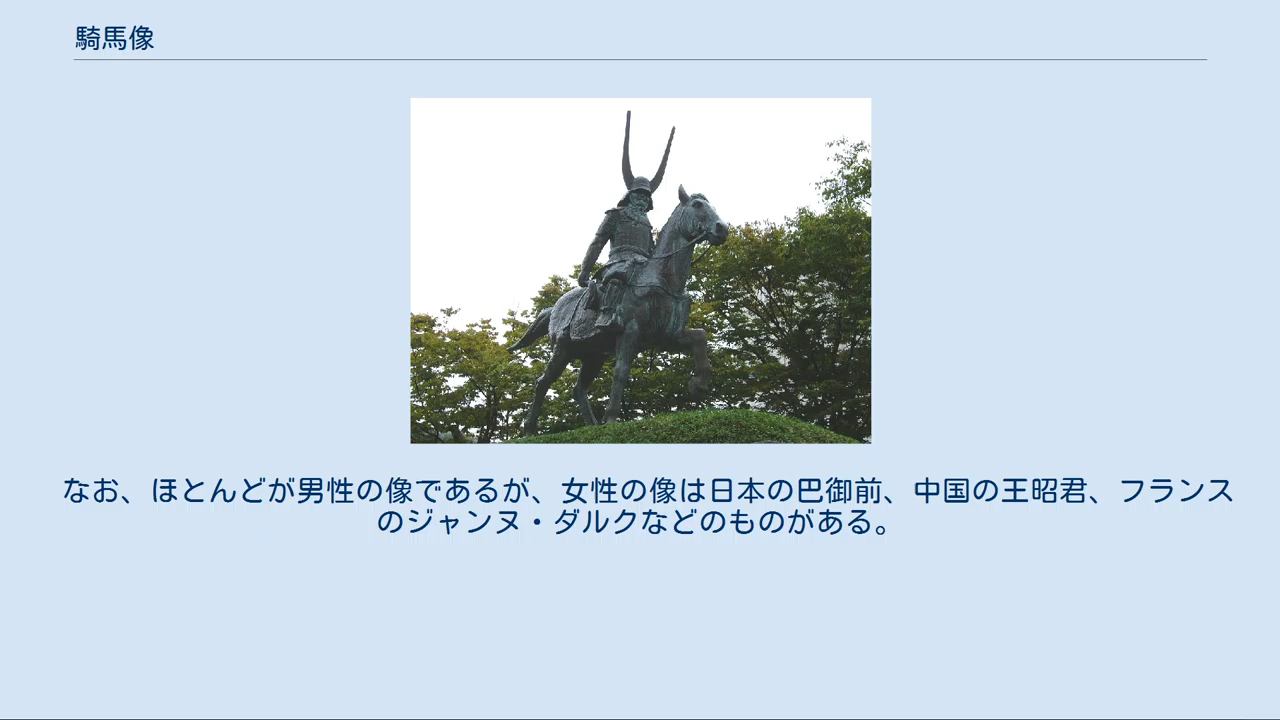 騎馬像
なお、ほとんどが男性の像であるが、女性の像は日本の巴御前、中国の王昭君、フランス
のジャンヌ・ダルクなどのものがある。